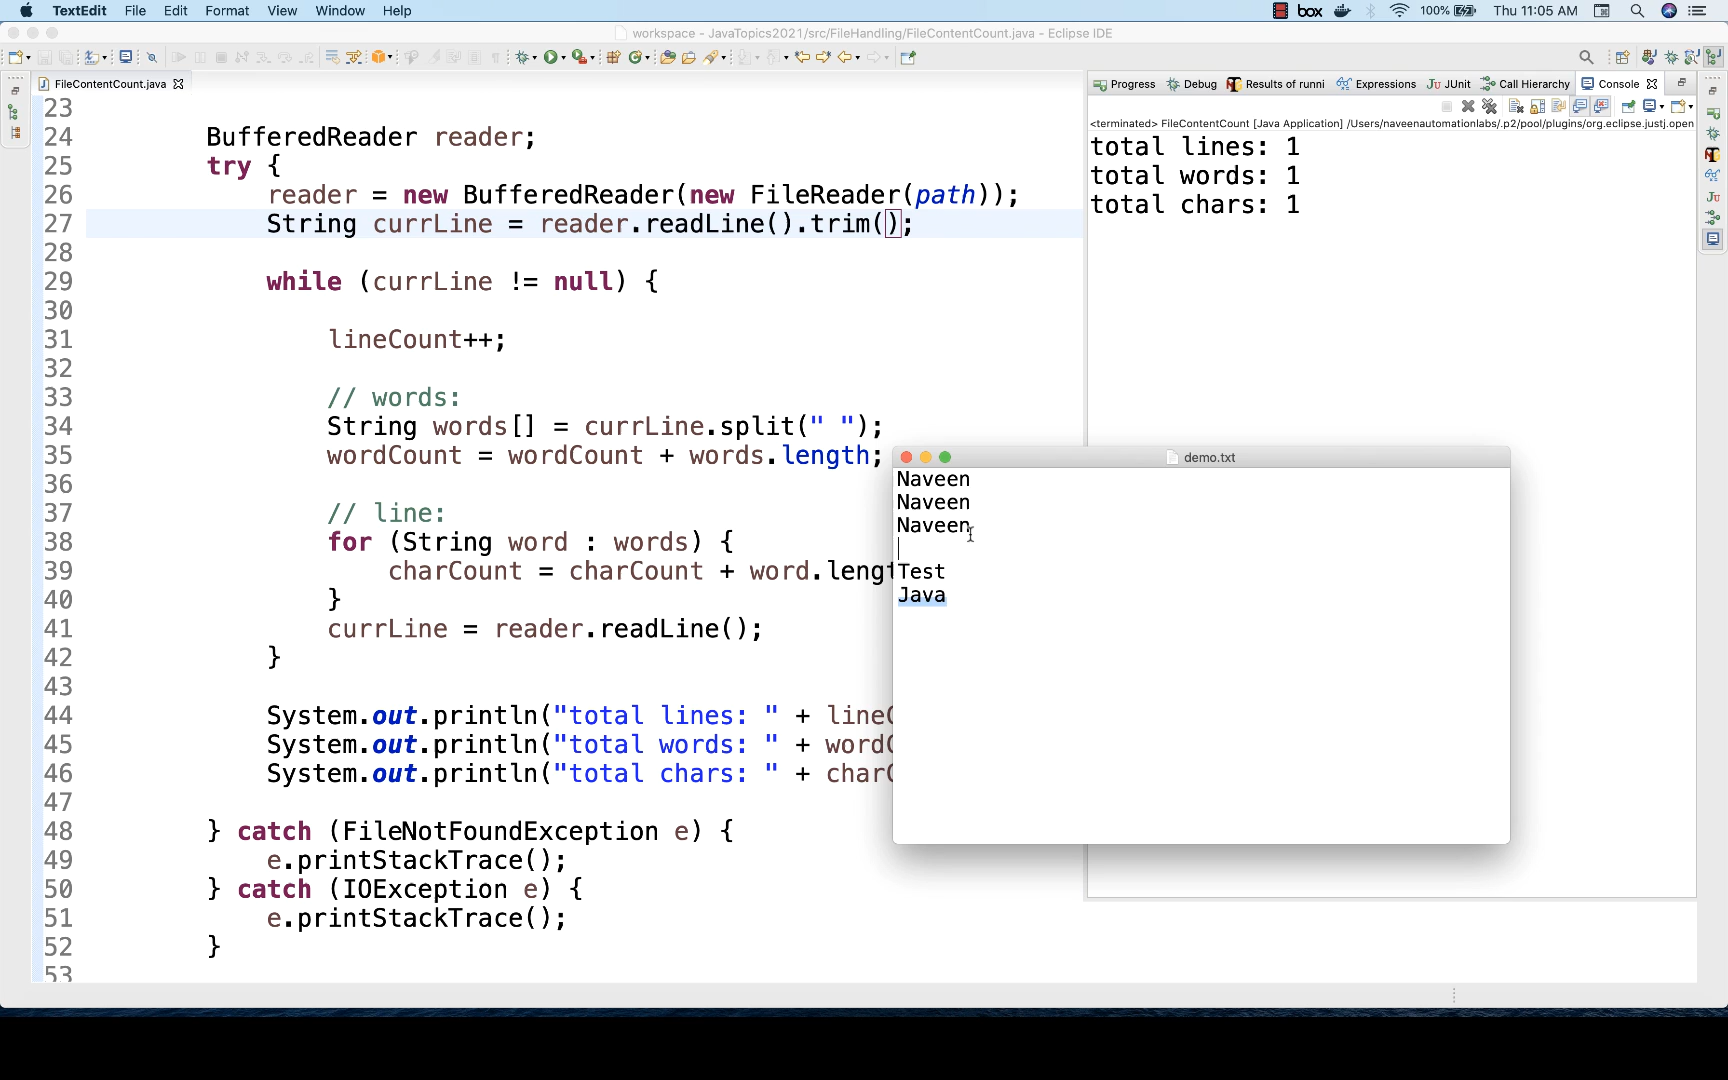 TextEdit File Edit Format View Window Help
box 100% Thu 11:05 AM
workspace - JavaTopics2021/src/FileHandling/FileContentCount.java - Eclipse IDE
FileContentCount.java
Progress Debug Results of runni Expressions JUnit Call Hierarchy Console
<terminated> FileContentCount [Java Application] /Users/naveenautomationlabs/.p2/pool/plugins/org.eclipse.justj.open
total lines: 1
total words: 1
total chars: 1
23
24 BufferedReader reader;
25 try {
26 reader = new BufferedReader(new FileReader(path));
27 String currLine = reader.readLine().trim();
28
29 while (currLine != null) {
30
31 lineCount++;
32
33 // words:
34 String words[] = currLine.split(" ");
35 wordCount = wordCount + words.length;
36
37 // line:
38 for (String word : words) {
39 charCount = charCount + word.lengt
40 }
41 currLine = reader.readLine();
42 }
43
44 System.out.println("total lines: " + lineC
45 System.out.println("total words: " + wordC
46 System.out.println("total chars: " + charC
47
48 } catch (FileNotFoundException e) {
49 e.printStackTrace();
50 } catch (IOException e) {
51 e.printStackTrace();
52 }
53
demo.txt
Naveen
Naveen
Naveen
Test
Java